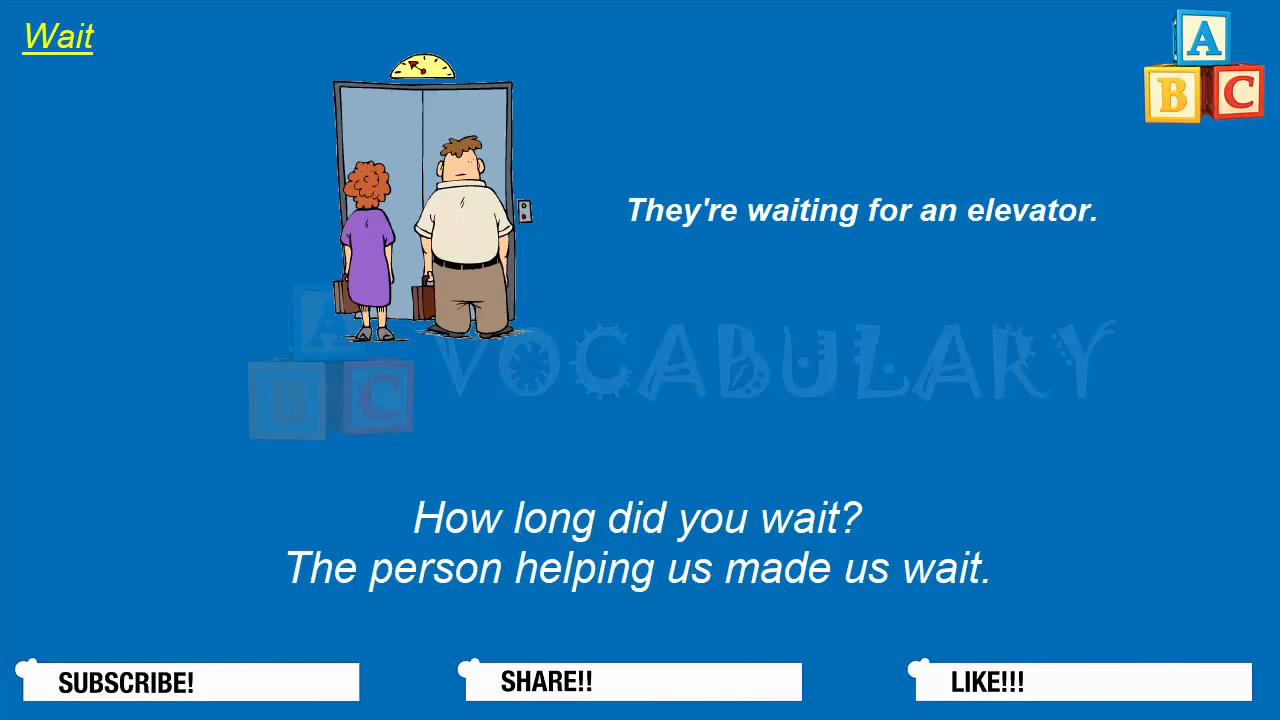 Wait
A
B C
They're waiting for an elevator.
A
B C
VOCABULARY
How long did you wait?
The person helping us made us wait.
SUBSCRIBE!
SHARE!!
LIKE!!!